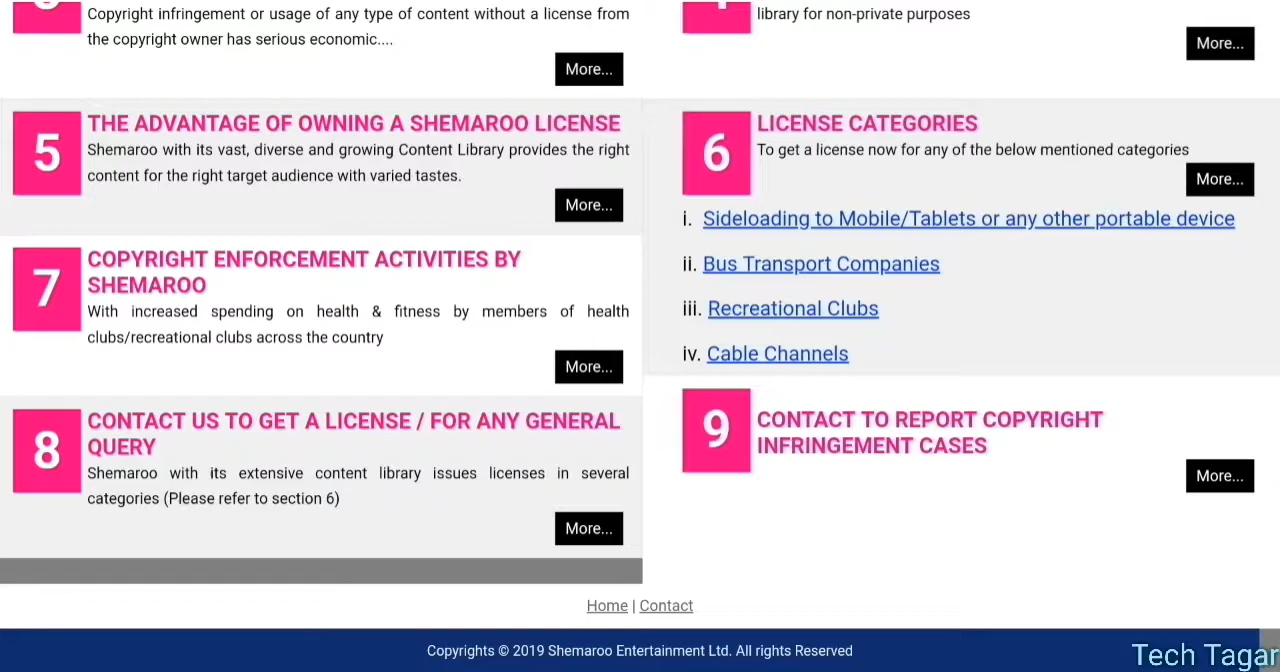 Copyright infringement or usage of any type of content without a license from
the copyright owner has serious economic....
More...
library for non-private purposes
More...
5
THE ADVANTAGE OF OWNING A SHEMAROO LICENSE
Shemaroo with its vast, diverse and growing Content Library provides the right
content for the right target audience with varied tastes.
More...
6
LICENSE CATEGORIES
To get a license now for any of the below mentioned categories
More...
i. Sideloading to Mobile/Tablets or any other portable device
ii. Bus Transport Companies
iii. Recreational Clubs
iv. Cable Channels
7
COPYRIGHT ENFORCEMENT ACTIVITIES BY
SHEMAROO
With increased spending on health & fitness by members of health
clubs/recreational clubs across the country
More...
8
CONTACT US TO GET A LICENSE / FOR ANY GENERAL
QUERY
Shemaroo with its extensive content library issues licenses in several
categories (Please refer to section 6)
More...
9
CONTACT TO REPORT COPYRIGHT
INFRINGEMENT CASES
More...
Home | Contact
Copyrights © 2019 Shemaroo Entertainment Ltd. All rights Reserved
Tech Tagar